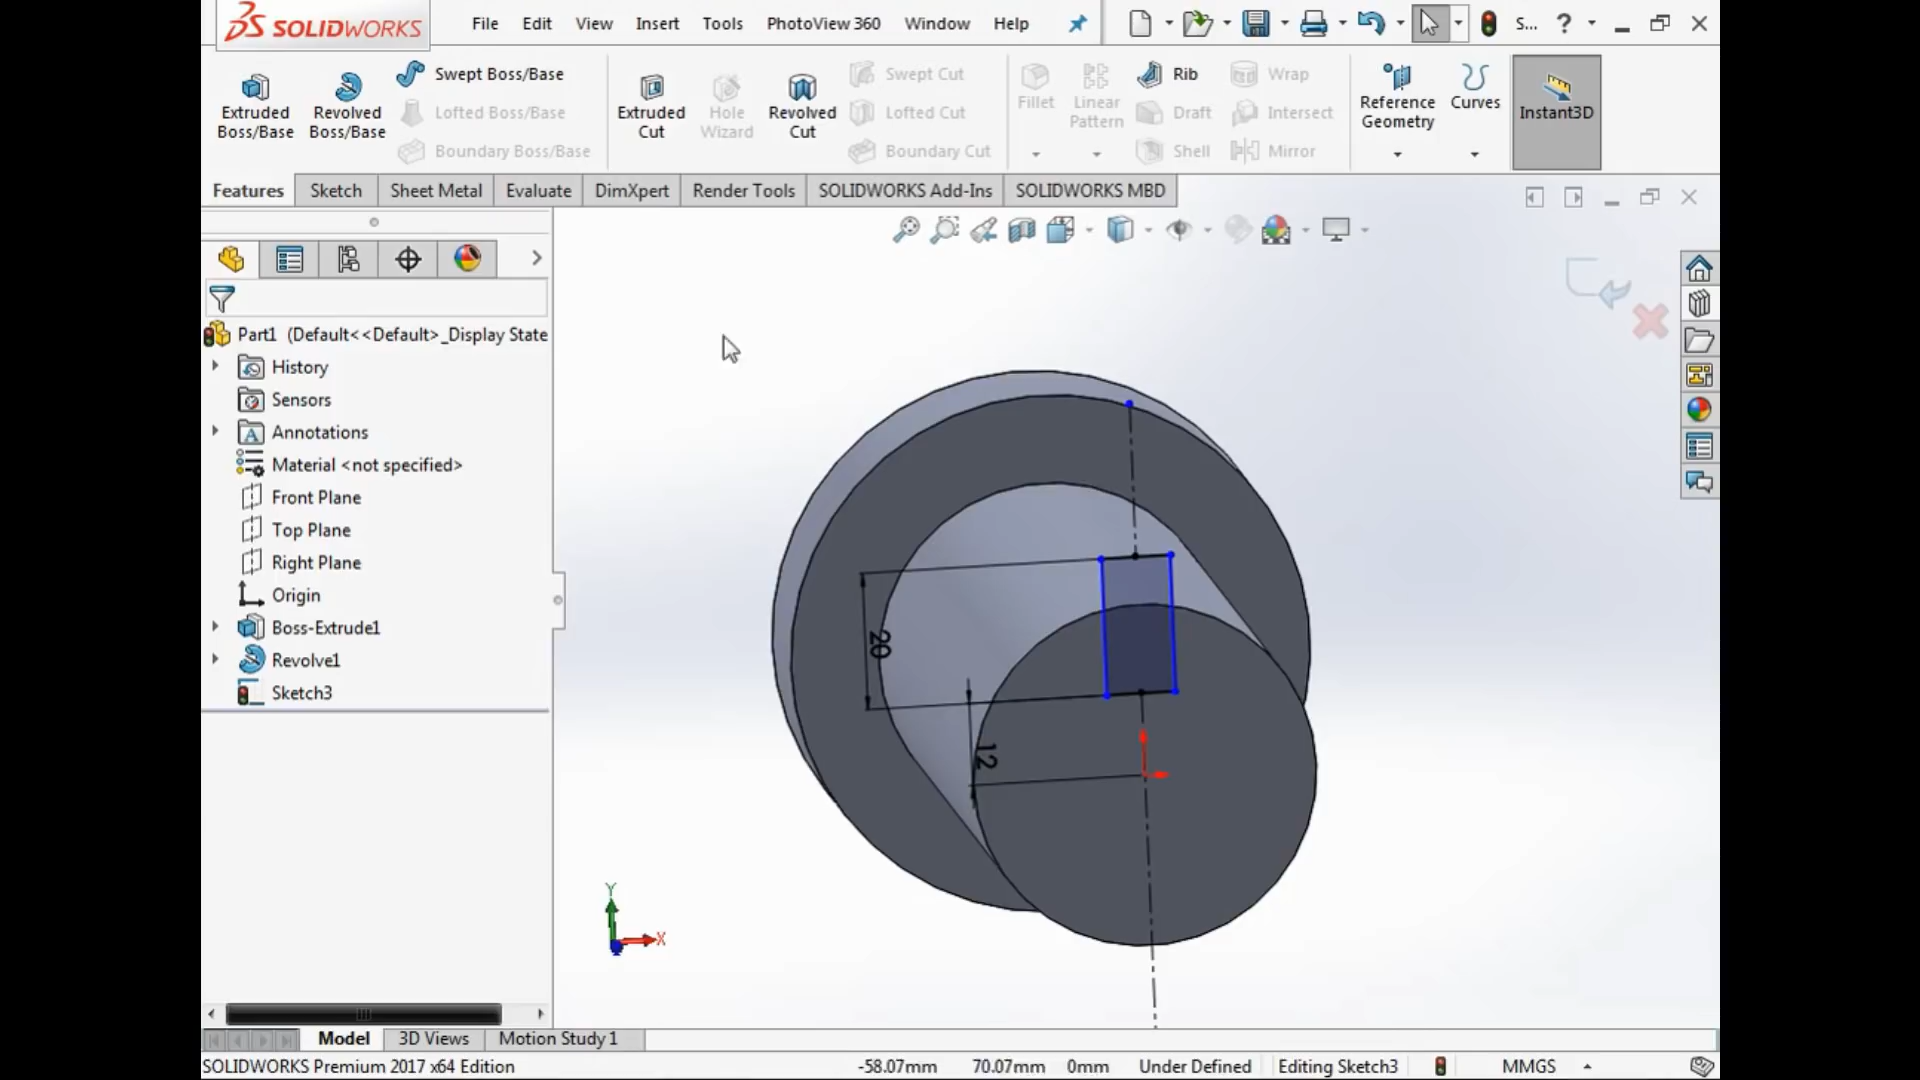 SOLIDWORKS
File Edit View Insert Tools PhotoView 360 Window Help
S... ?
Extruded Boss/Base
Revolved Boss/Base
Swept Boss/Base
Lofted Boss/Base
Boundary Boss/Base
Extruded Cut
Hole Wizard
Revolved Cut
Swept Cut
Lofted Cut
Boundary Cut
Fillet
Linear Pattern
Rib
Draft
Shell
Wrap
Intersect
Mirror
Reference Geometry
Curves
Instant3D
Features Sketch Sheet Metal Evaluate DimXpert Render Tools SOLIDWORKS Add-Ins SOLIDWORKS MBD
Part1 (Default<<Default>_Display State
History
Sensors
A Annotations
Material <not specified>
Front Plane
Top Plane
Right Plane
Origin
Boss-Extrude1
Revolve1
Sketch3
20
12
Y
X
Model 3D Views Motion Study 1
SOLIDWORKS Premium 2017 x64 Edition -58.07mm 70.07mm 0mm Under Defined Editing Sketch3 MMGS